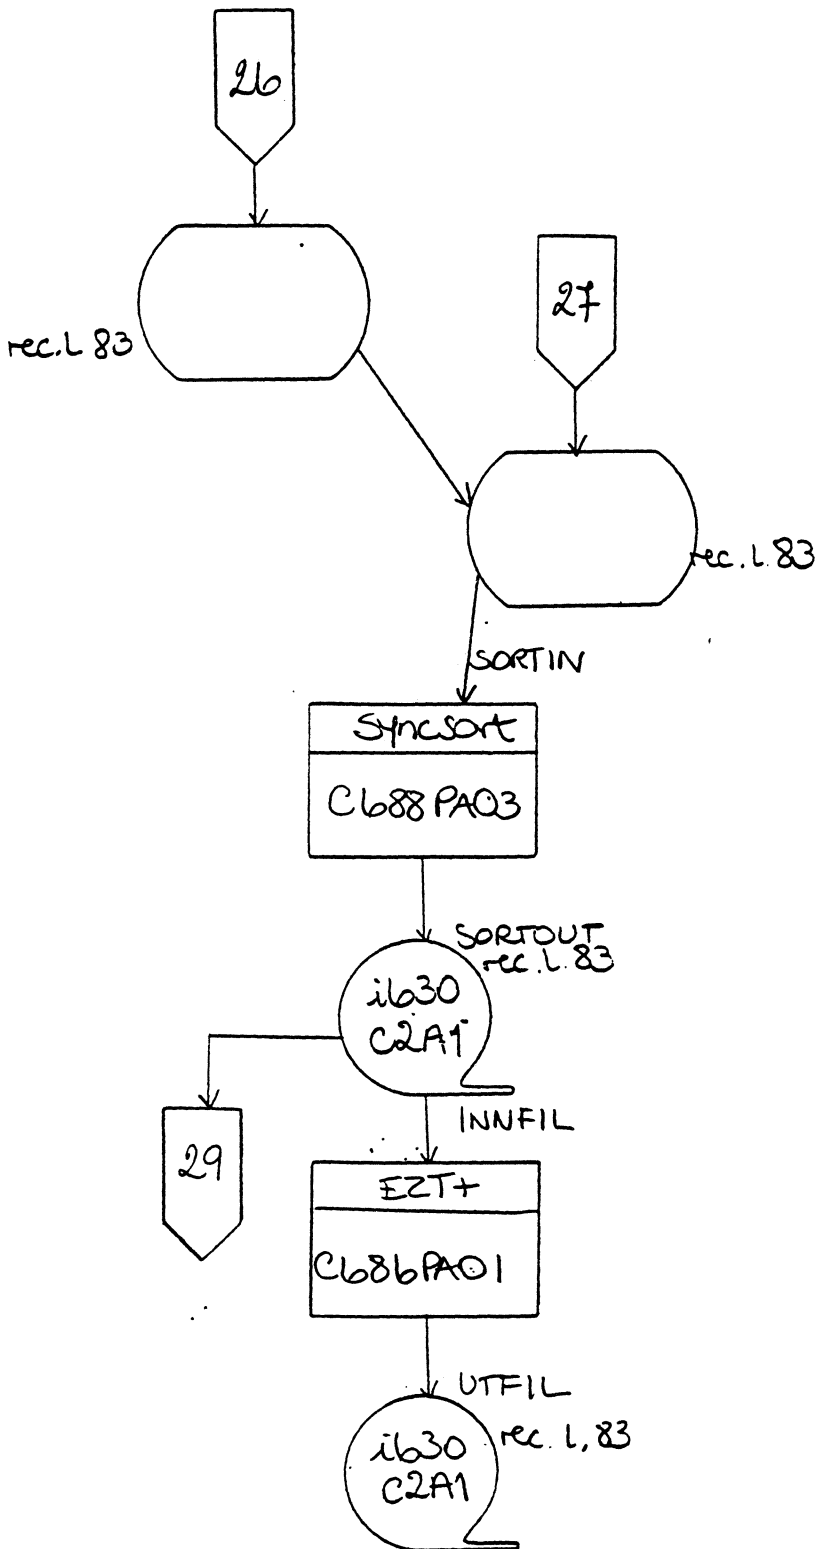 26
27
rec.l 83
rec.l.83
SORTIN
Syncsort
C688PA03
SORTOUT
rec.l.83
i630
C2A1
INNFIL
29
EZT+
C686PA01
UTFIL
rec.l,83
i630
C2A1